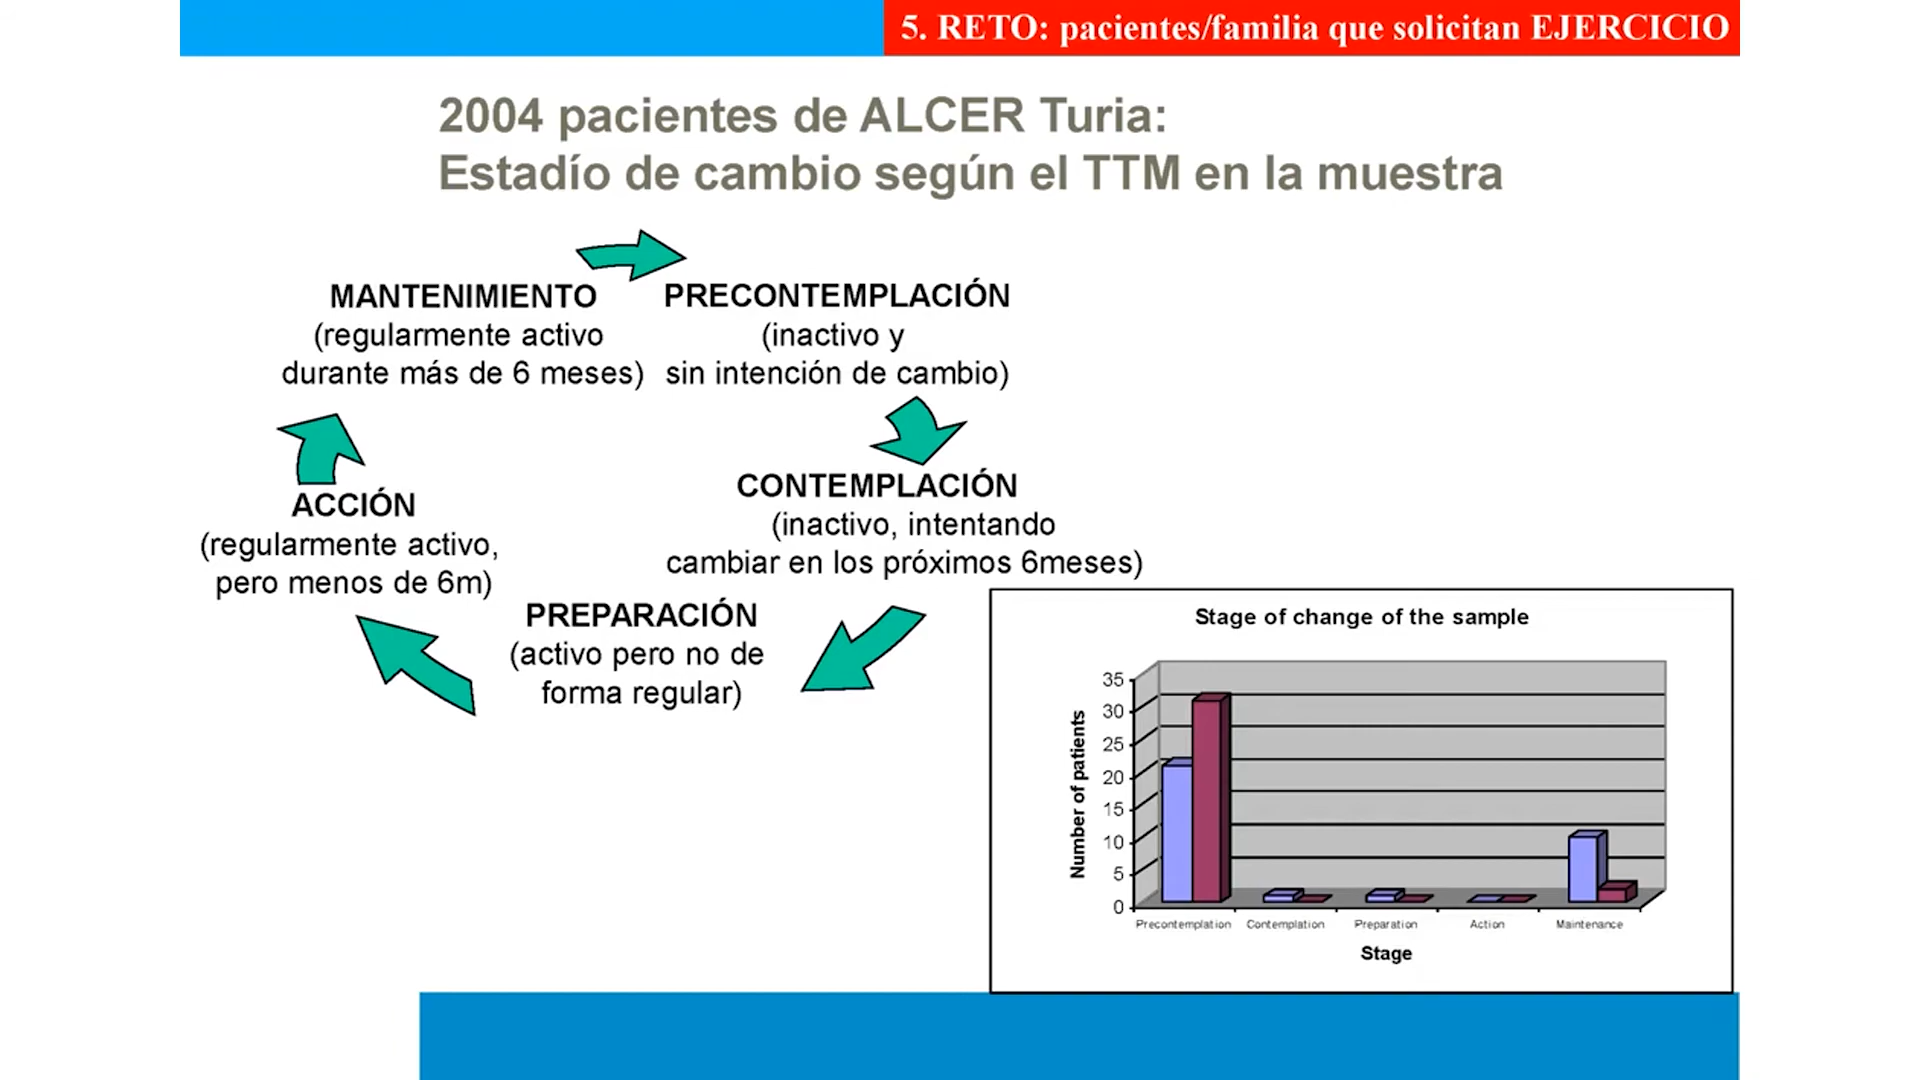 5. RETO: pacientes/familia que solicitan EJERCICIO
2004 pacientes de ALCER Turia:
Estadío de cambio según el TTM en la muestra
MANTENIMIENTO
(regularmente activo
durante más de 6 meses)
PRECONTEMPLACIÓN
(inactivo y
sin intención de cambio)
CONTEMPLACIÓN
(inactivo, intentando
cambiar en los próximos 6meses)
ACCIÓN
(regularmente activo,
pero menos de 6m)
PREPARACIÓN
(activo pero no de
forma regular)
Stage of change of the sample
Number of patients
35
30
25
20
15
10
5
0
Precontemplation Contemplation Preparation Action Maintenance
Stage